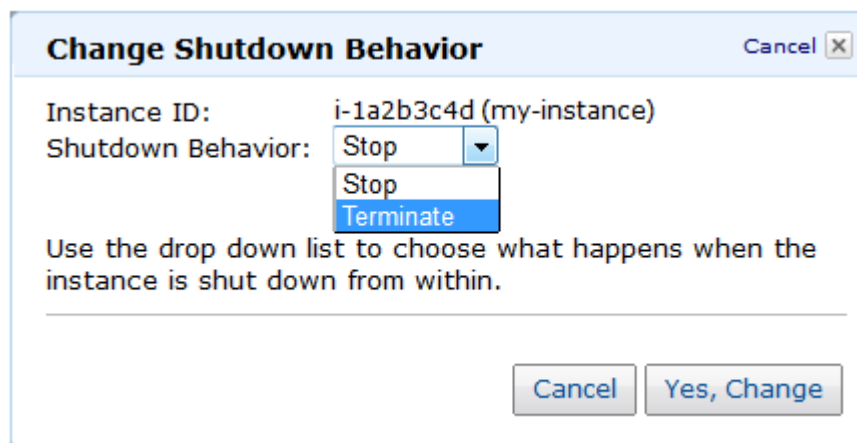 Change Shutdown Behavior Cancel
Instance ID: i-1a2b3c4d (my-instance)
Shutdown Behavior: Stop
Stop
Terminate
Use the drop down list to choose what happens when the
instance is shut down from within.
Cancel Yes, Change